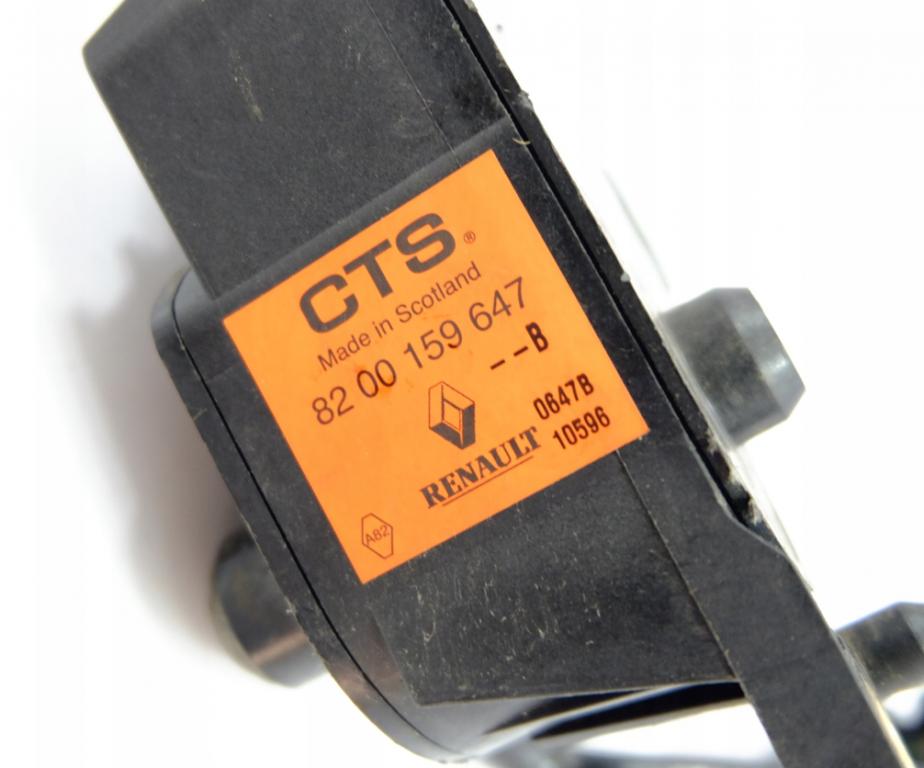 CTS®
Made in Scotland
82 00 159 647
--B
RENAULT
0647B
10596
A82